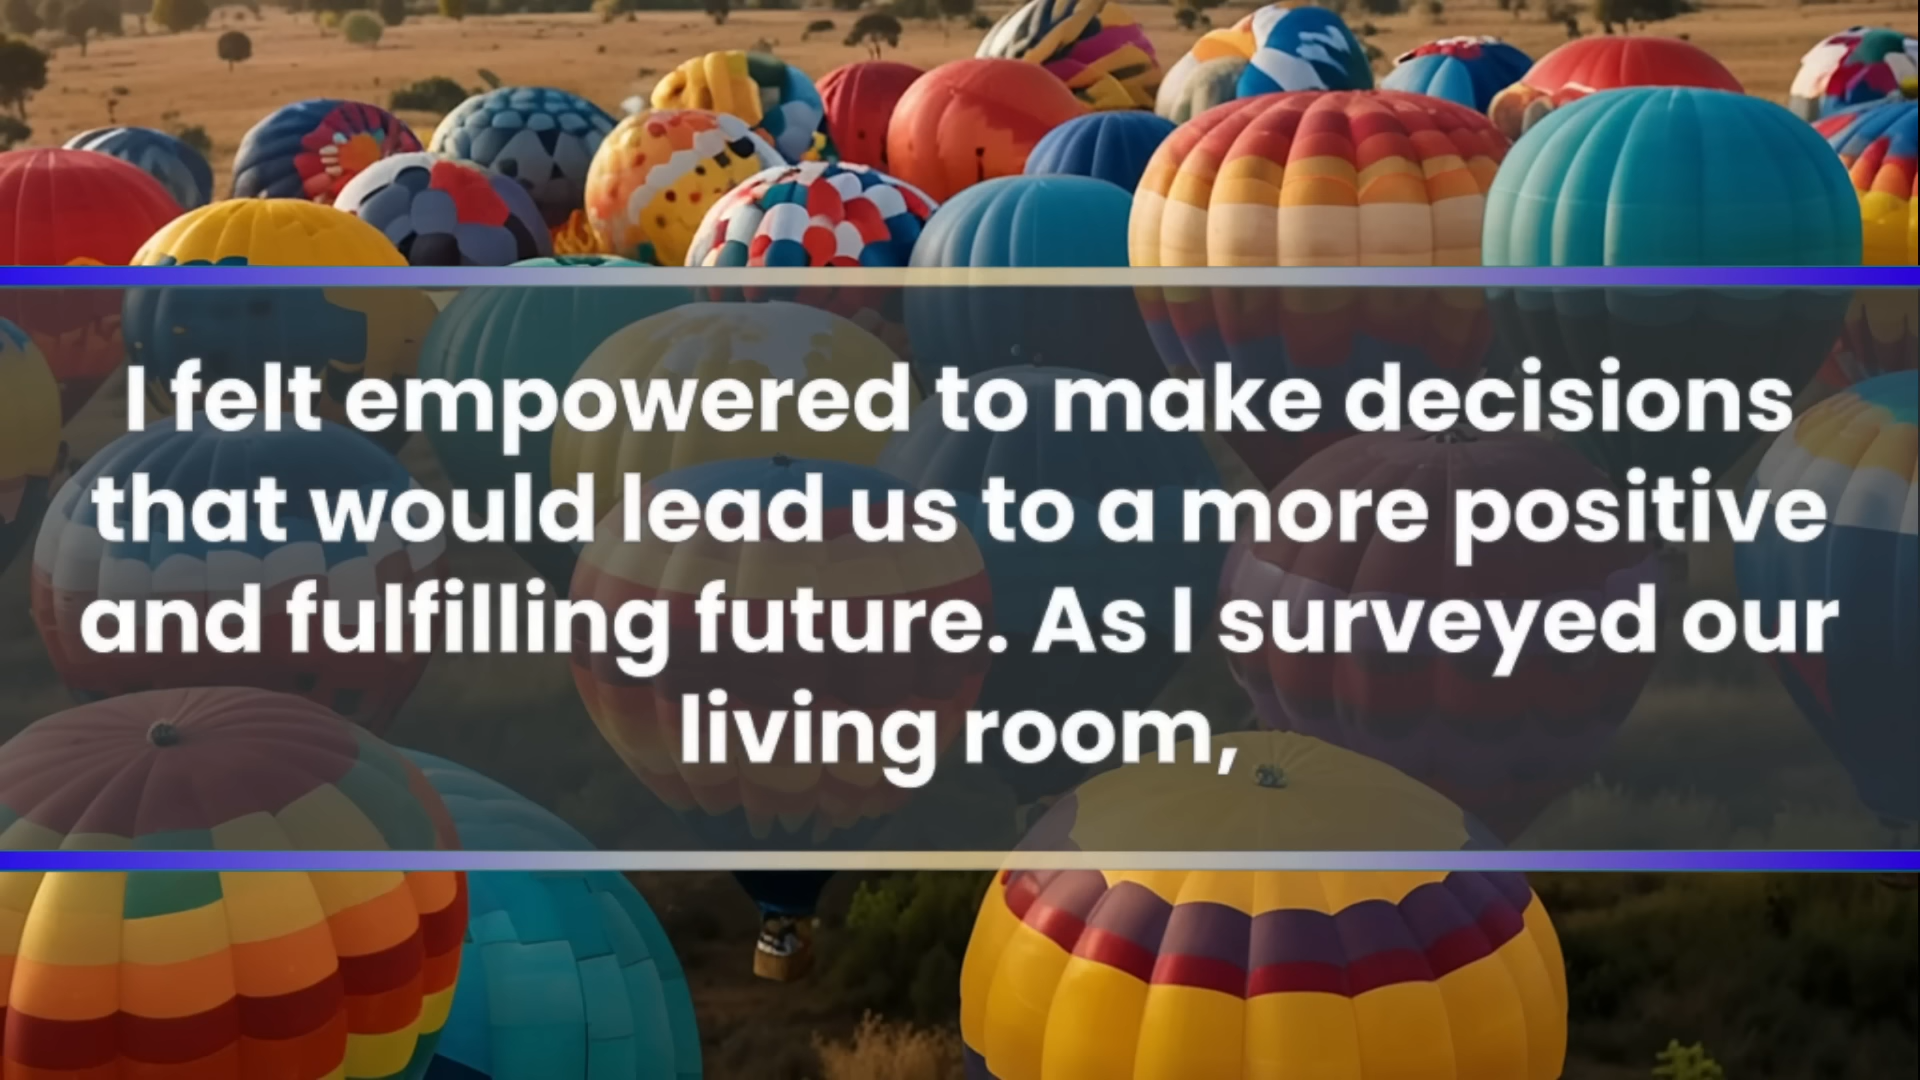 I felt empowered to make decisions
that would lead us to a more positive
and fulfilling future. As I surveyed our
living room,